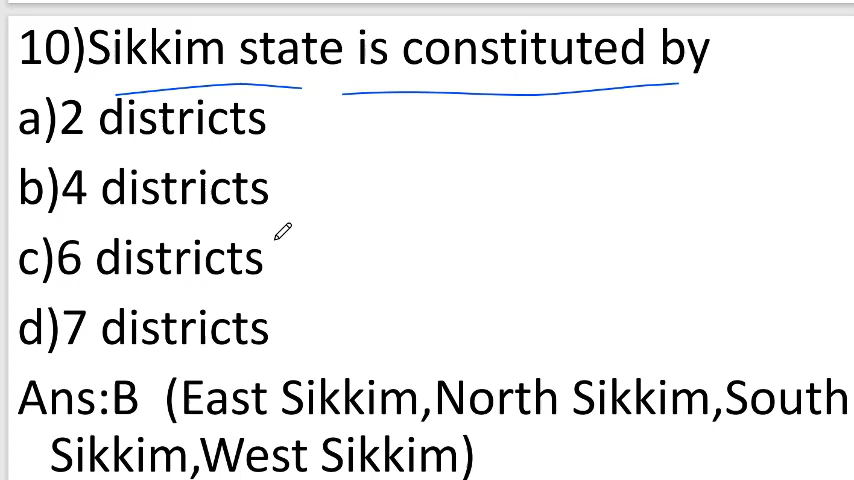 10)Sikkim state is constituted by
a)2 districts
b)4 districts
c)6 districts
d)7 districts
Ans:B  (East Sikkim,North Sikkim,South
Sikkim,West Sikkim)